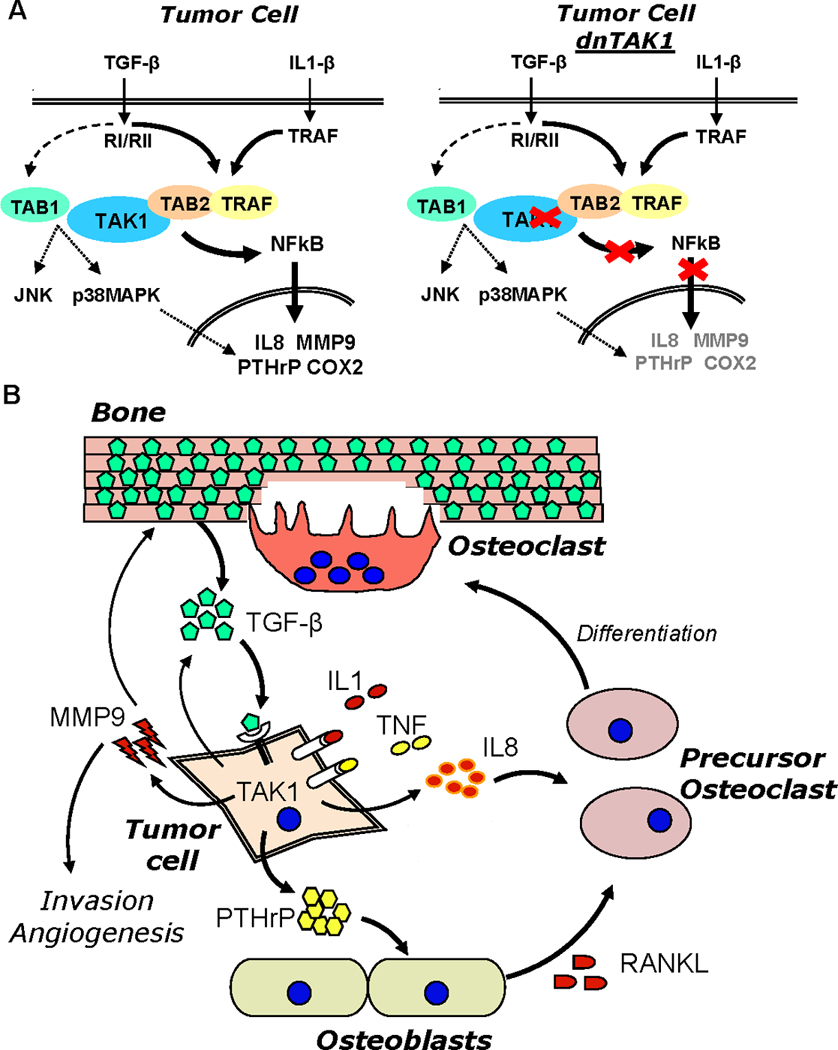 A
Tumor Cell
TGF-β
IL1-β
RI/RII
TRAF
TAB1
TAK1
TAB2
TRAF
NFkB
JNK
p38MAPK
IL8 MMP9
PTHrP COX2
Tumor Cell
dnTAK1
TGF-β
IL1-β
RI/RII
TRAF
TAB1
TAB2
TRAF
NFkB
JNK
p38MAPK
IL8 MMP9
PTHrP COX2
B
Bone
Osteoclast
TGF-β
Differentiation
IL1
MMP9
TNF
IL8
TAK1
Precursor
Osteoclast
Tumor
cell
Invasion
Angiogenesis
PTHrP
RANKL
Osteoblasts